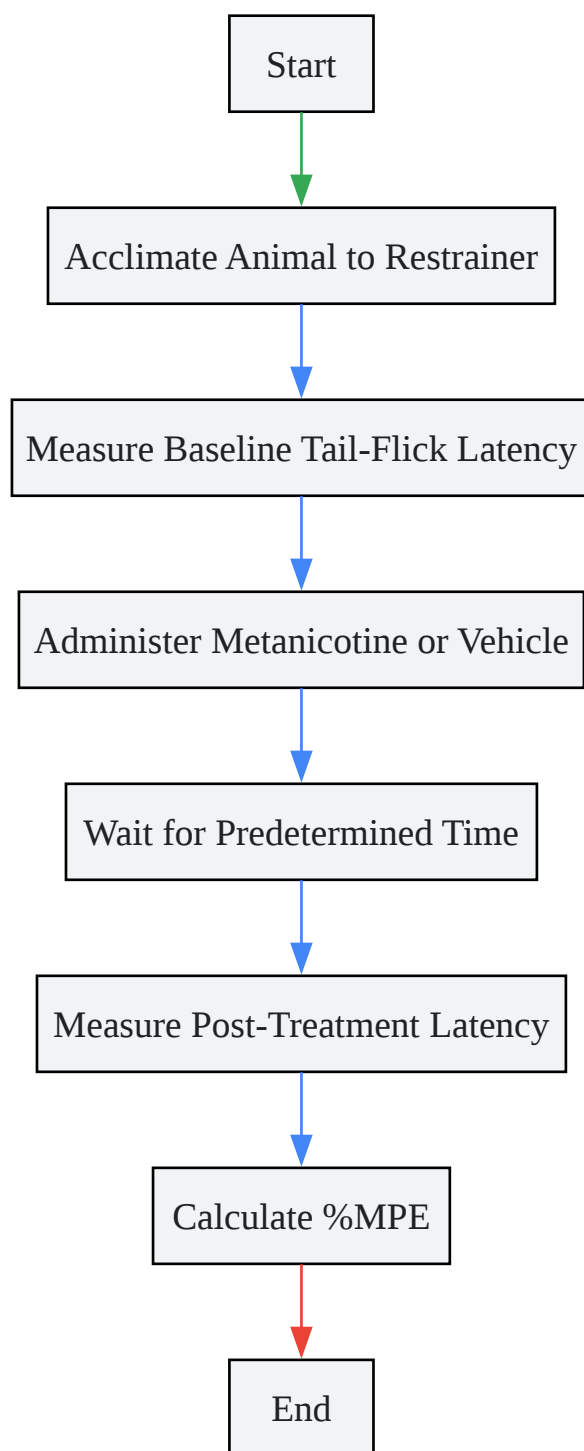 Start
Acclimate Animal to Restrainer
Measure Baseline Tail-Flick Latency
Administer Metanicotine or Vehicle
Wait for Predetermined Time
Measure Post-Treatment Latency
Calculate %MPE
End